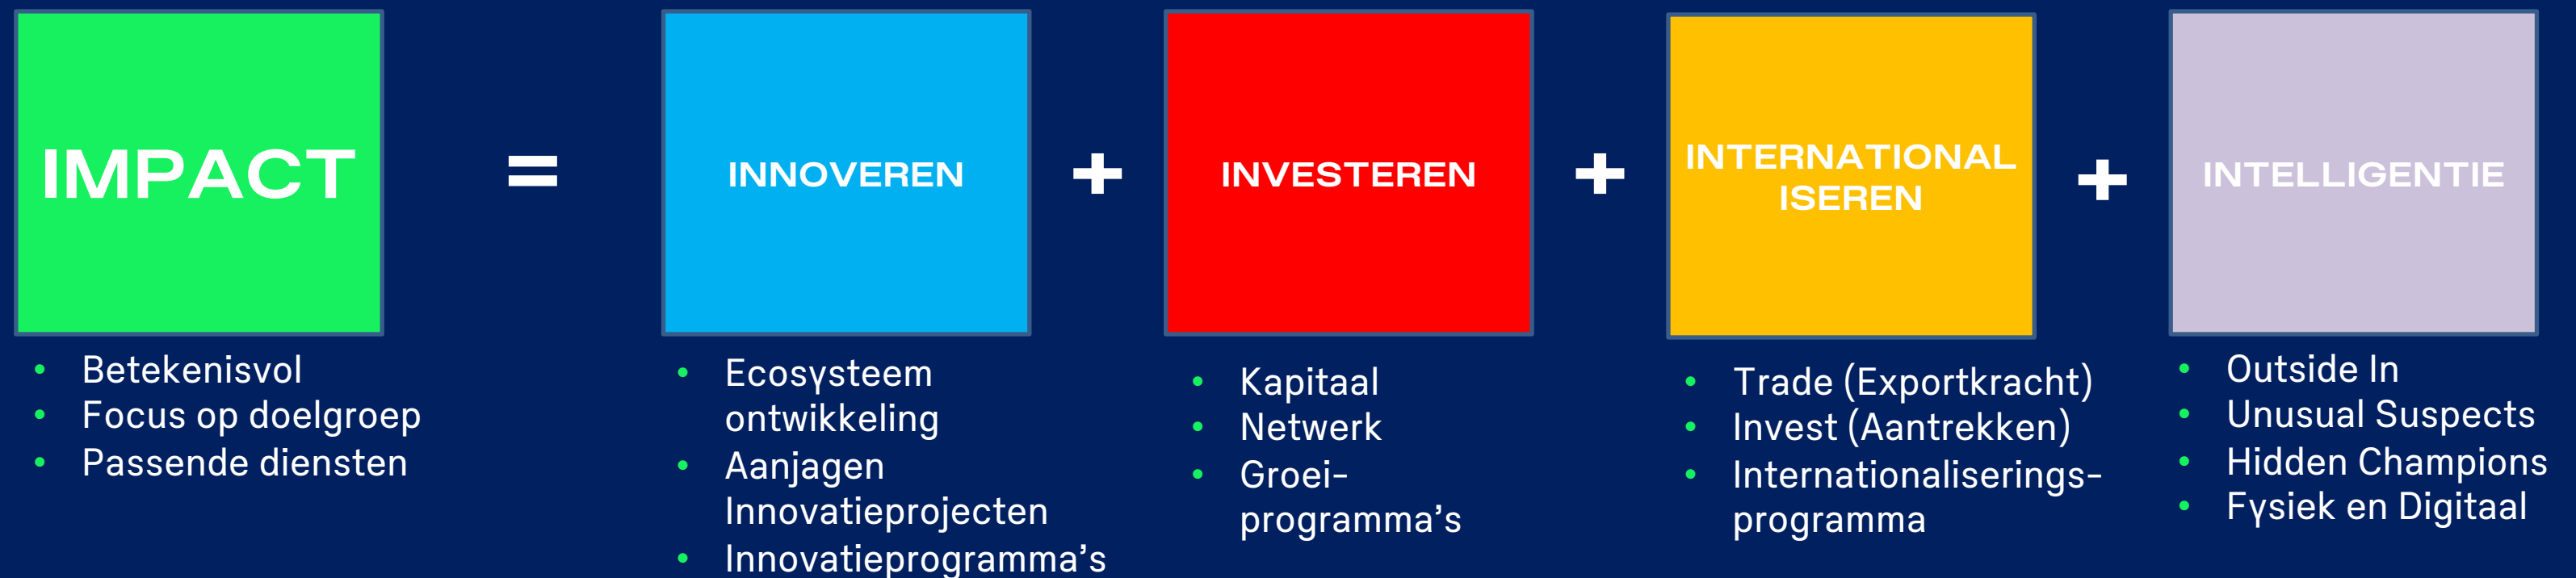 IMPACT
=
INNOVEREN
+
INVESTEREN
+
INTERNATIONAL
ISEREN
+
INTELLIGENTIE
• Betekenisvol
• Focus op doelgroep
• Passende diensten
• Ecosysteem
ontwikkeling
• Aanjagen
Innovatieprojecten
• Innovatieprogramma's
• Kapitaal
• Netwerk
• Groei-
programma's
• Trade (Exportkracht)
• Invest (Aantrekken)
• Internationaliserings-
programma
• Outside In
• Unusual Suspects
• Hidden Champions
• Fysiek en Digitaal